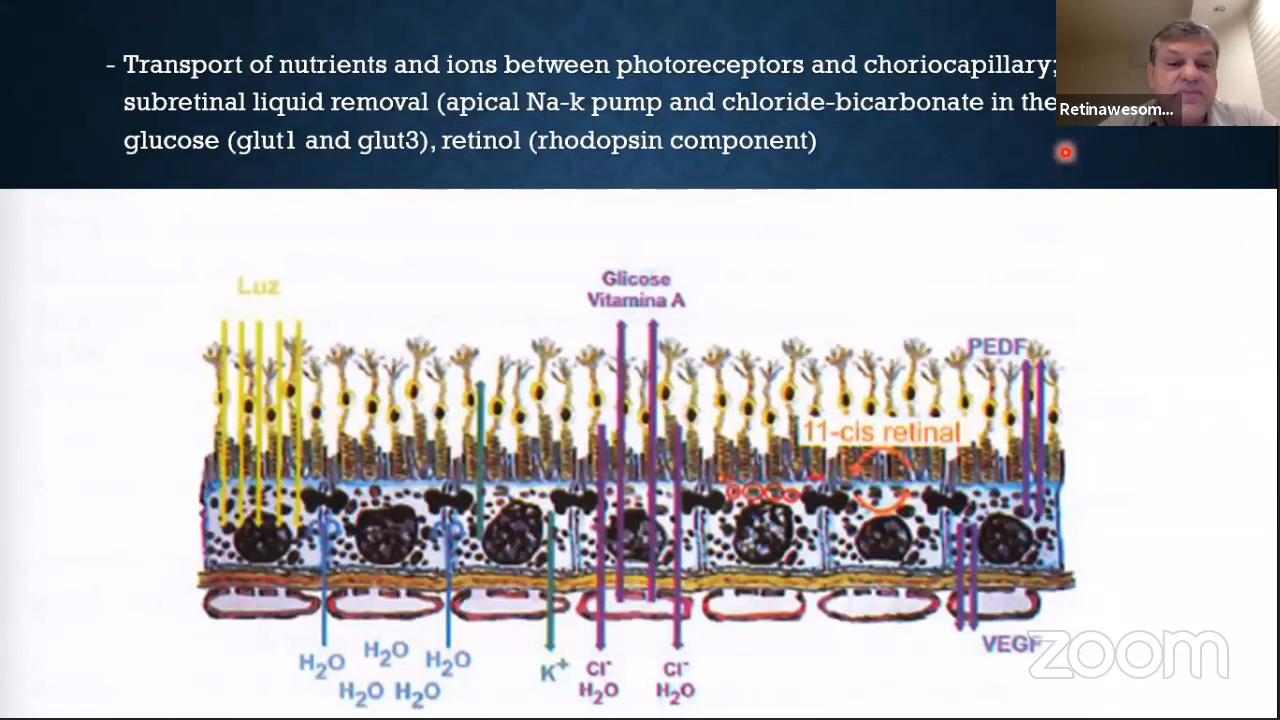 - Transport of nutrients and ions between photoreceptors and choriocapillary;
subretinal liquid removal (apical Na-k pump and chloride-bicarbonate in the
glucose (glut1 and glut3), retinol (rhodopsin component)
Retinawesom...
Luz
Glicose
Vitamina A
PEDF
11-cis retinal
H₂O H₂O H₂O
H₂O H₂O
K⁺
Cl⁻
H₂O
Cl⁻
H₂O
VEGF
zoom